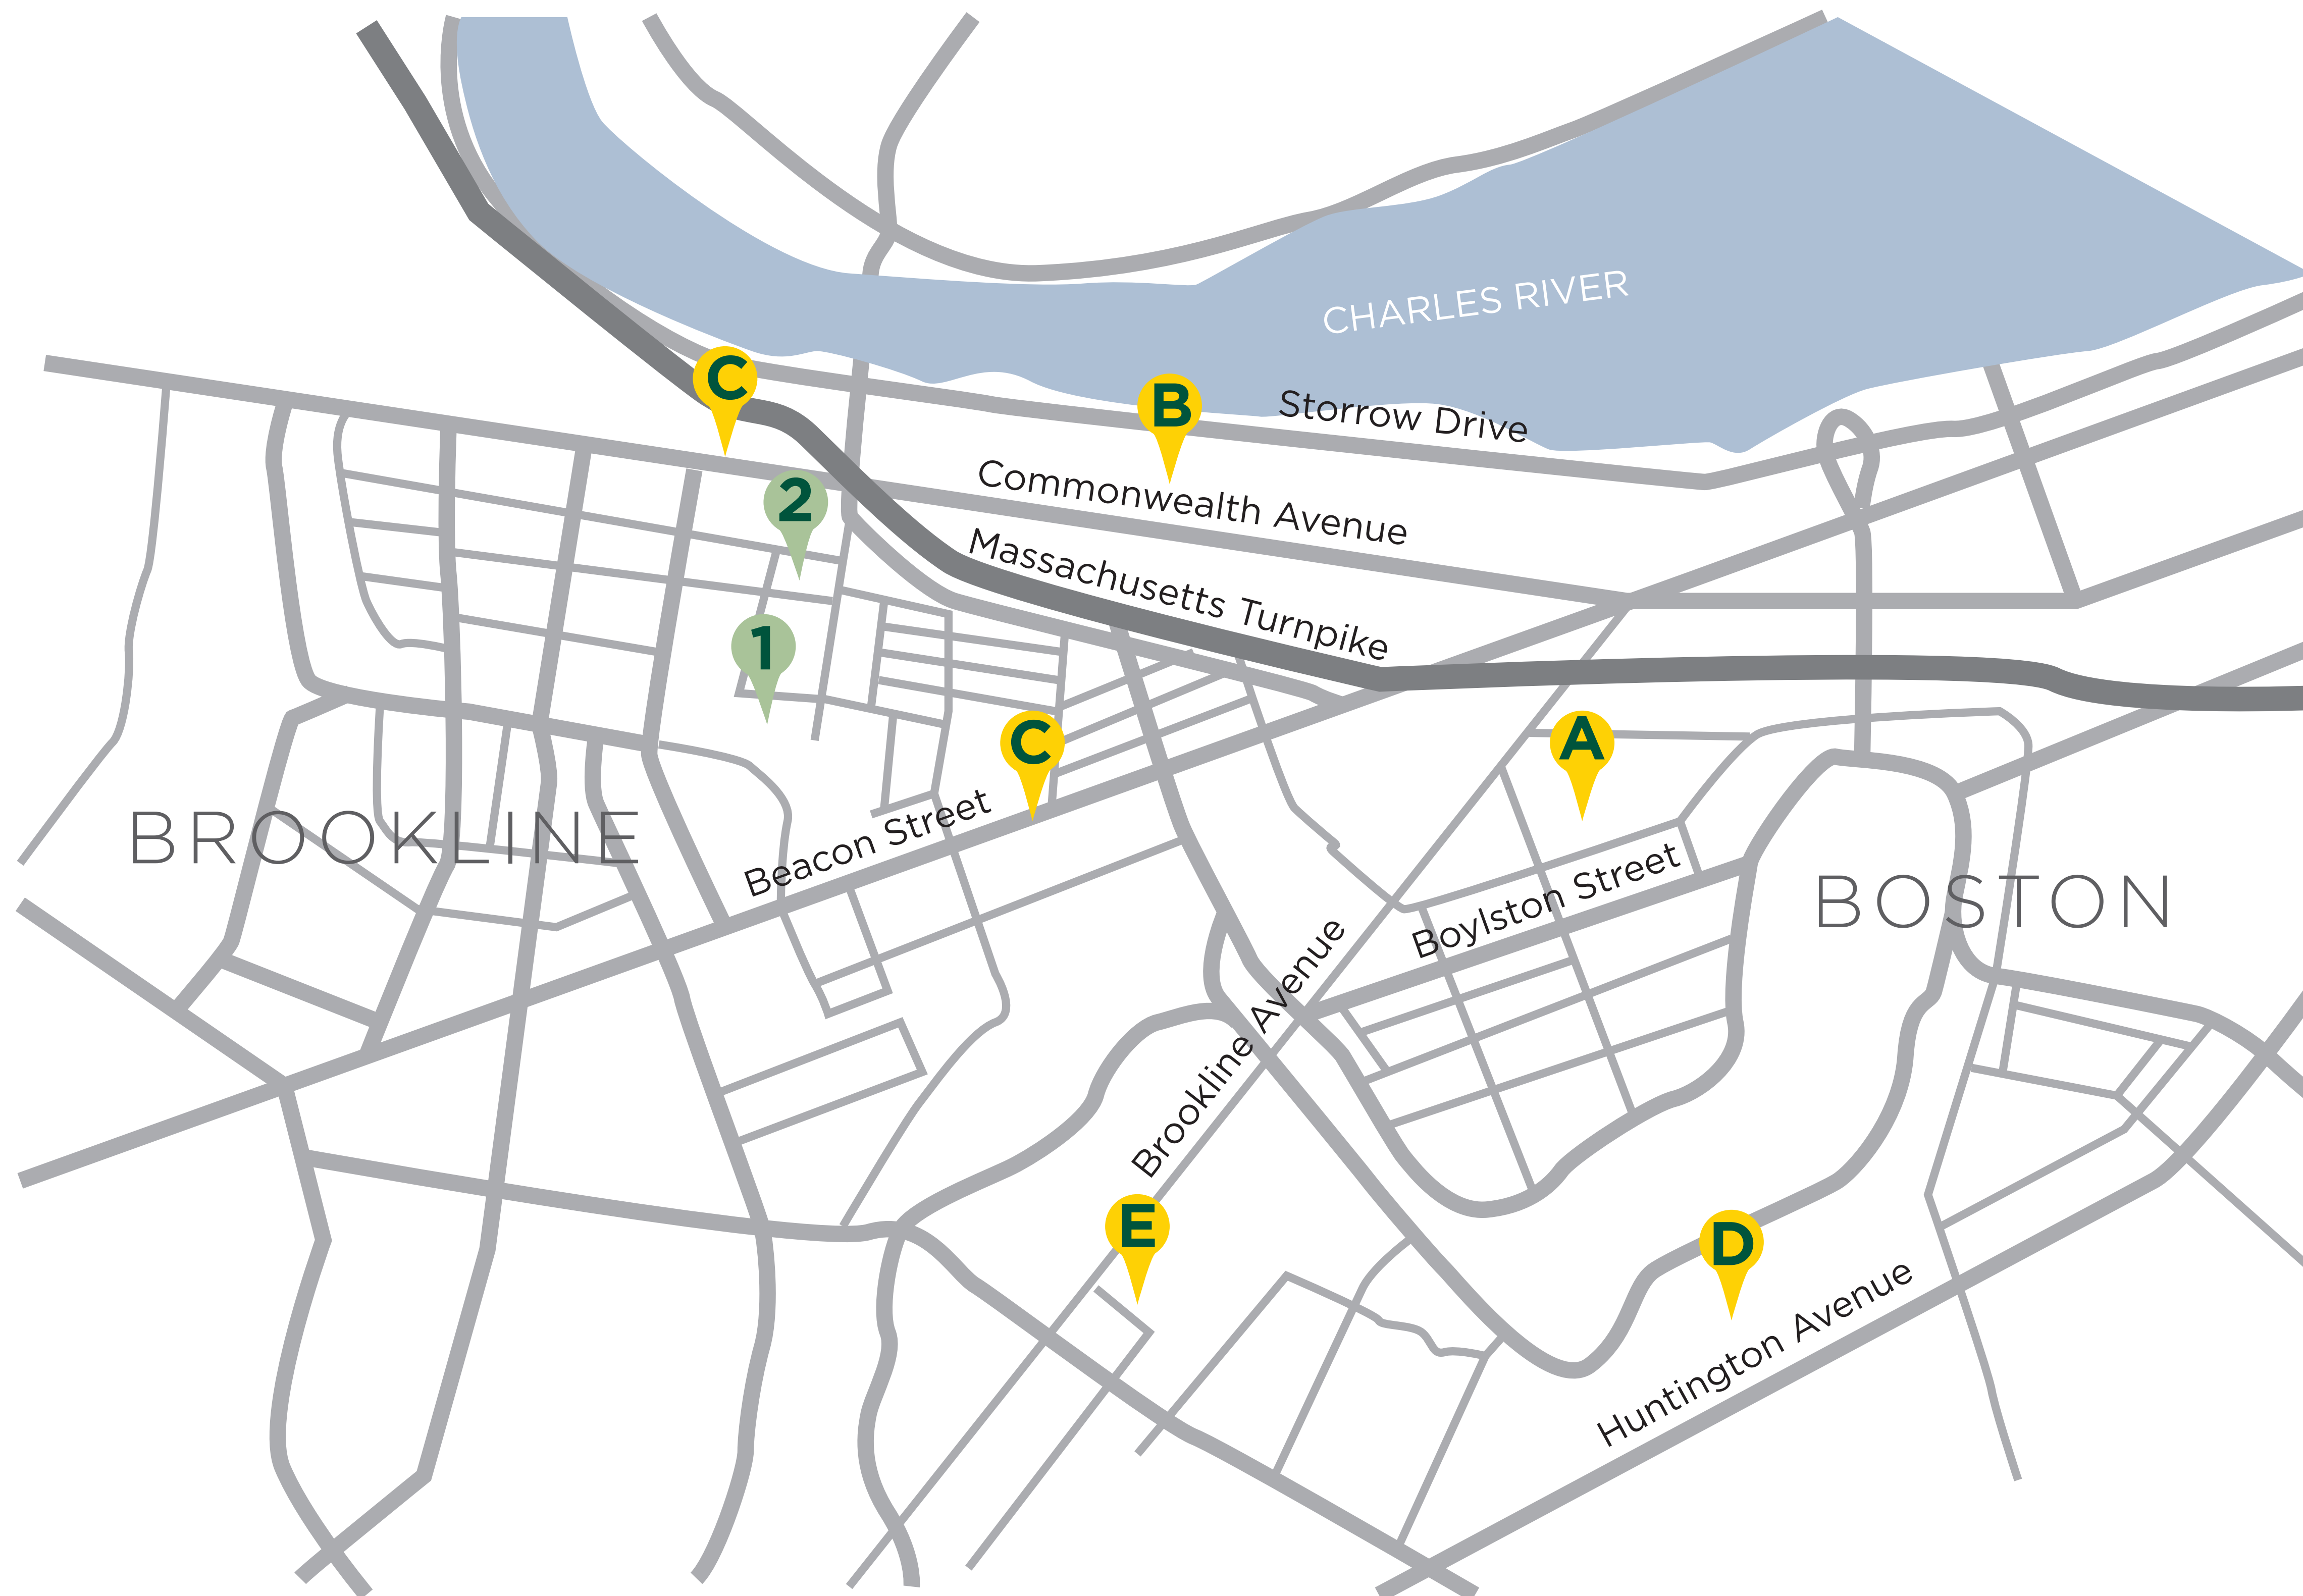 CHARLES RIVER
C
B
Storrow Drive
Commonwealth Avenue
2
Massachusetts Turnpike
1
C
A
Beacon Street
BROOKLINE
Boylston Street
BOSTON
Brookline Avenue
E
D
Huntington Avenue